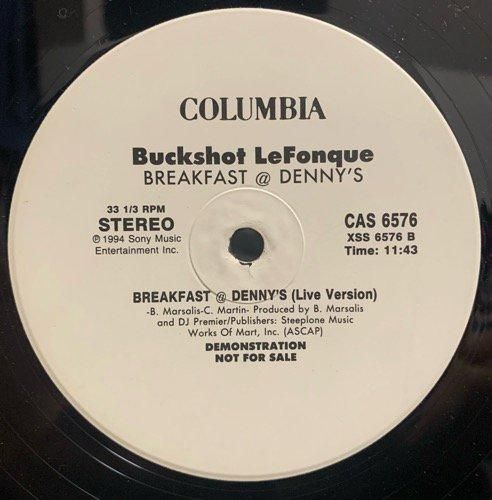 COLUMBIA
Buckshot LeFonque
BREAKFAST @ DENNY'S
33 1/3 RPM
STEREO
℗ 1994 Sony Music
Entertainment Inc.
CAS 6576
XSS 6576 B
Time: 11:43
BREAKFAST @ DENNY'S (Live Version)
-B. Marsalis-C. Martin- Produced by B. Marsalis
and DJ Premier/Publishers: Steeplone Music
Works Of Mart, Inc. (ASCAP)
DEMONSTRATION
NOT FOR SALE